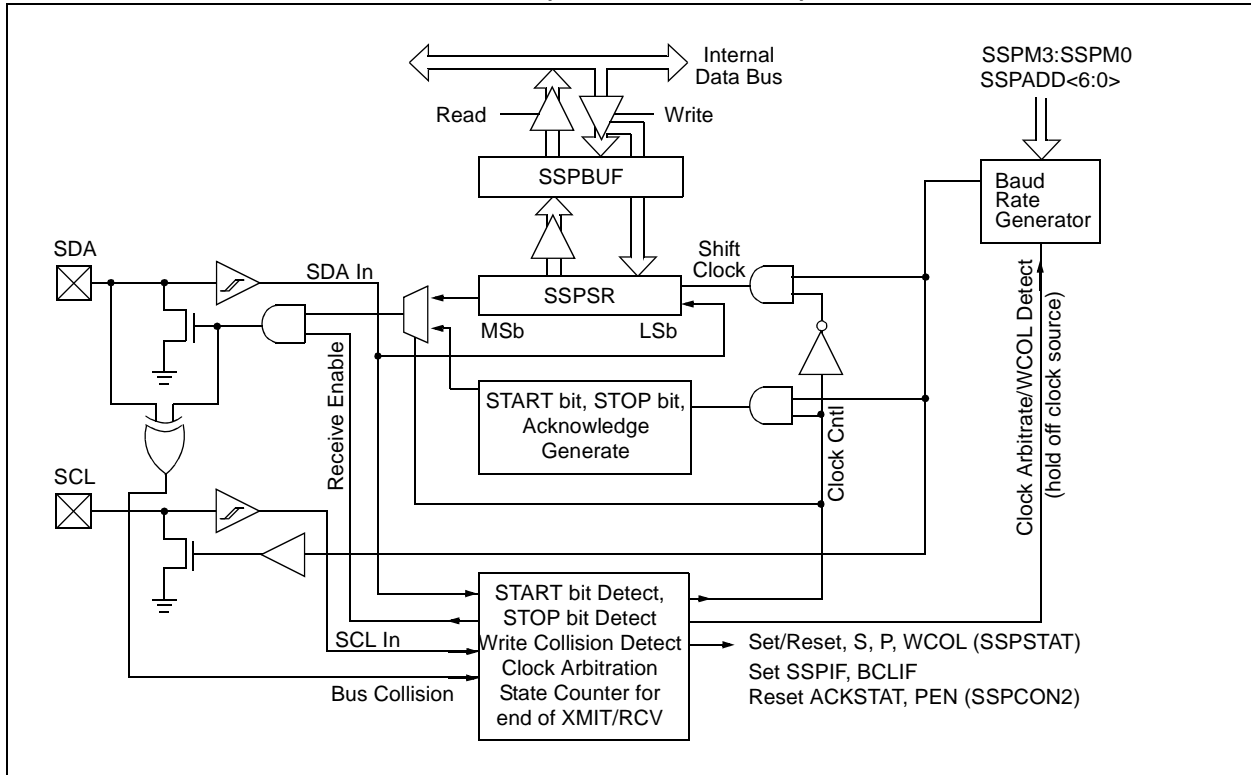 Internal
Data Bus
SSPM3:SSPM0
SSPADD<6:0>
Read
Write
SSPBUF
Baud
Rate
Generator
SDA
SDA In
Shift
Clock
SSPSR
MSb
LSb
START bit, STOP bit,
Acknowledge
Generate
Receive Enable
Clock Cntl
Clock Arbitrate/WCOL Detect
(hold off clock source)
SCL
SCL In
Bus Collision
START bit Detect,
STOP bit Detect
Write Collision Detect
Clock Arbitration
State Counter for
end of XMIT/RCV
Set/Reset, S, P, WCOL (SSPSTAT)
Set SSPIF, BCLIF
Reset ACKSTAT, PEN (SSPCON2)